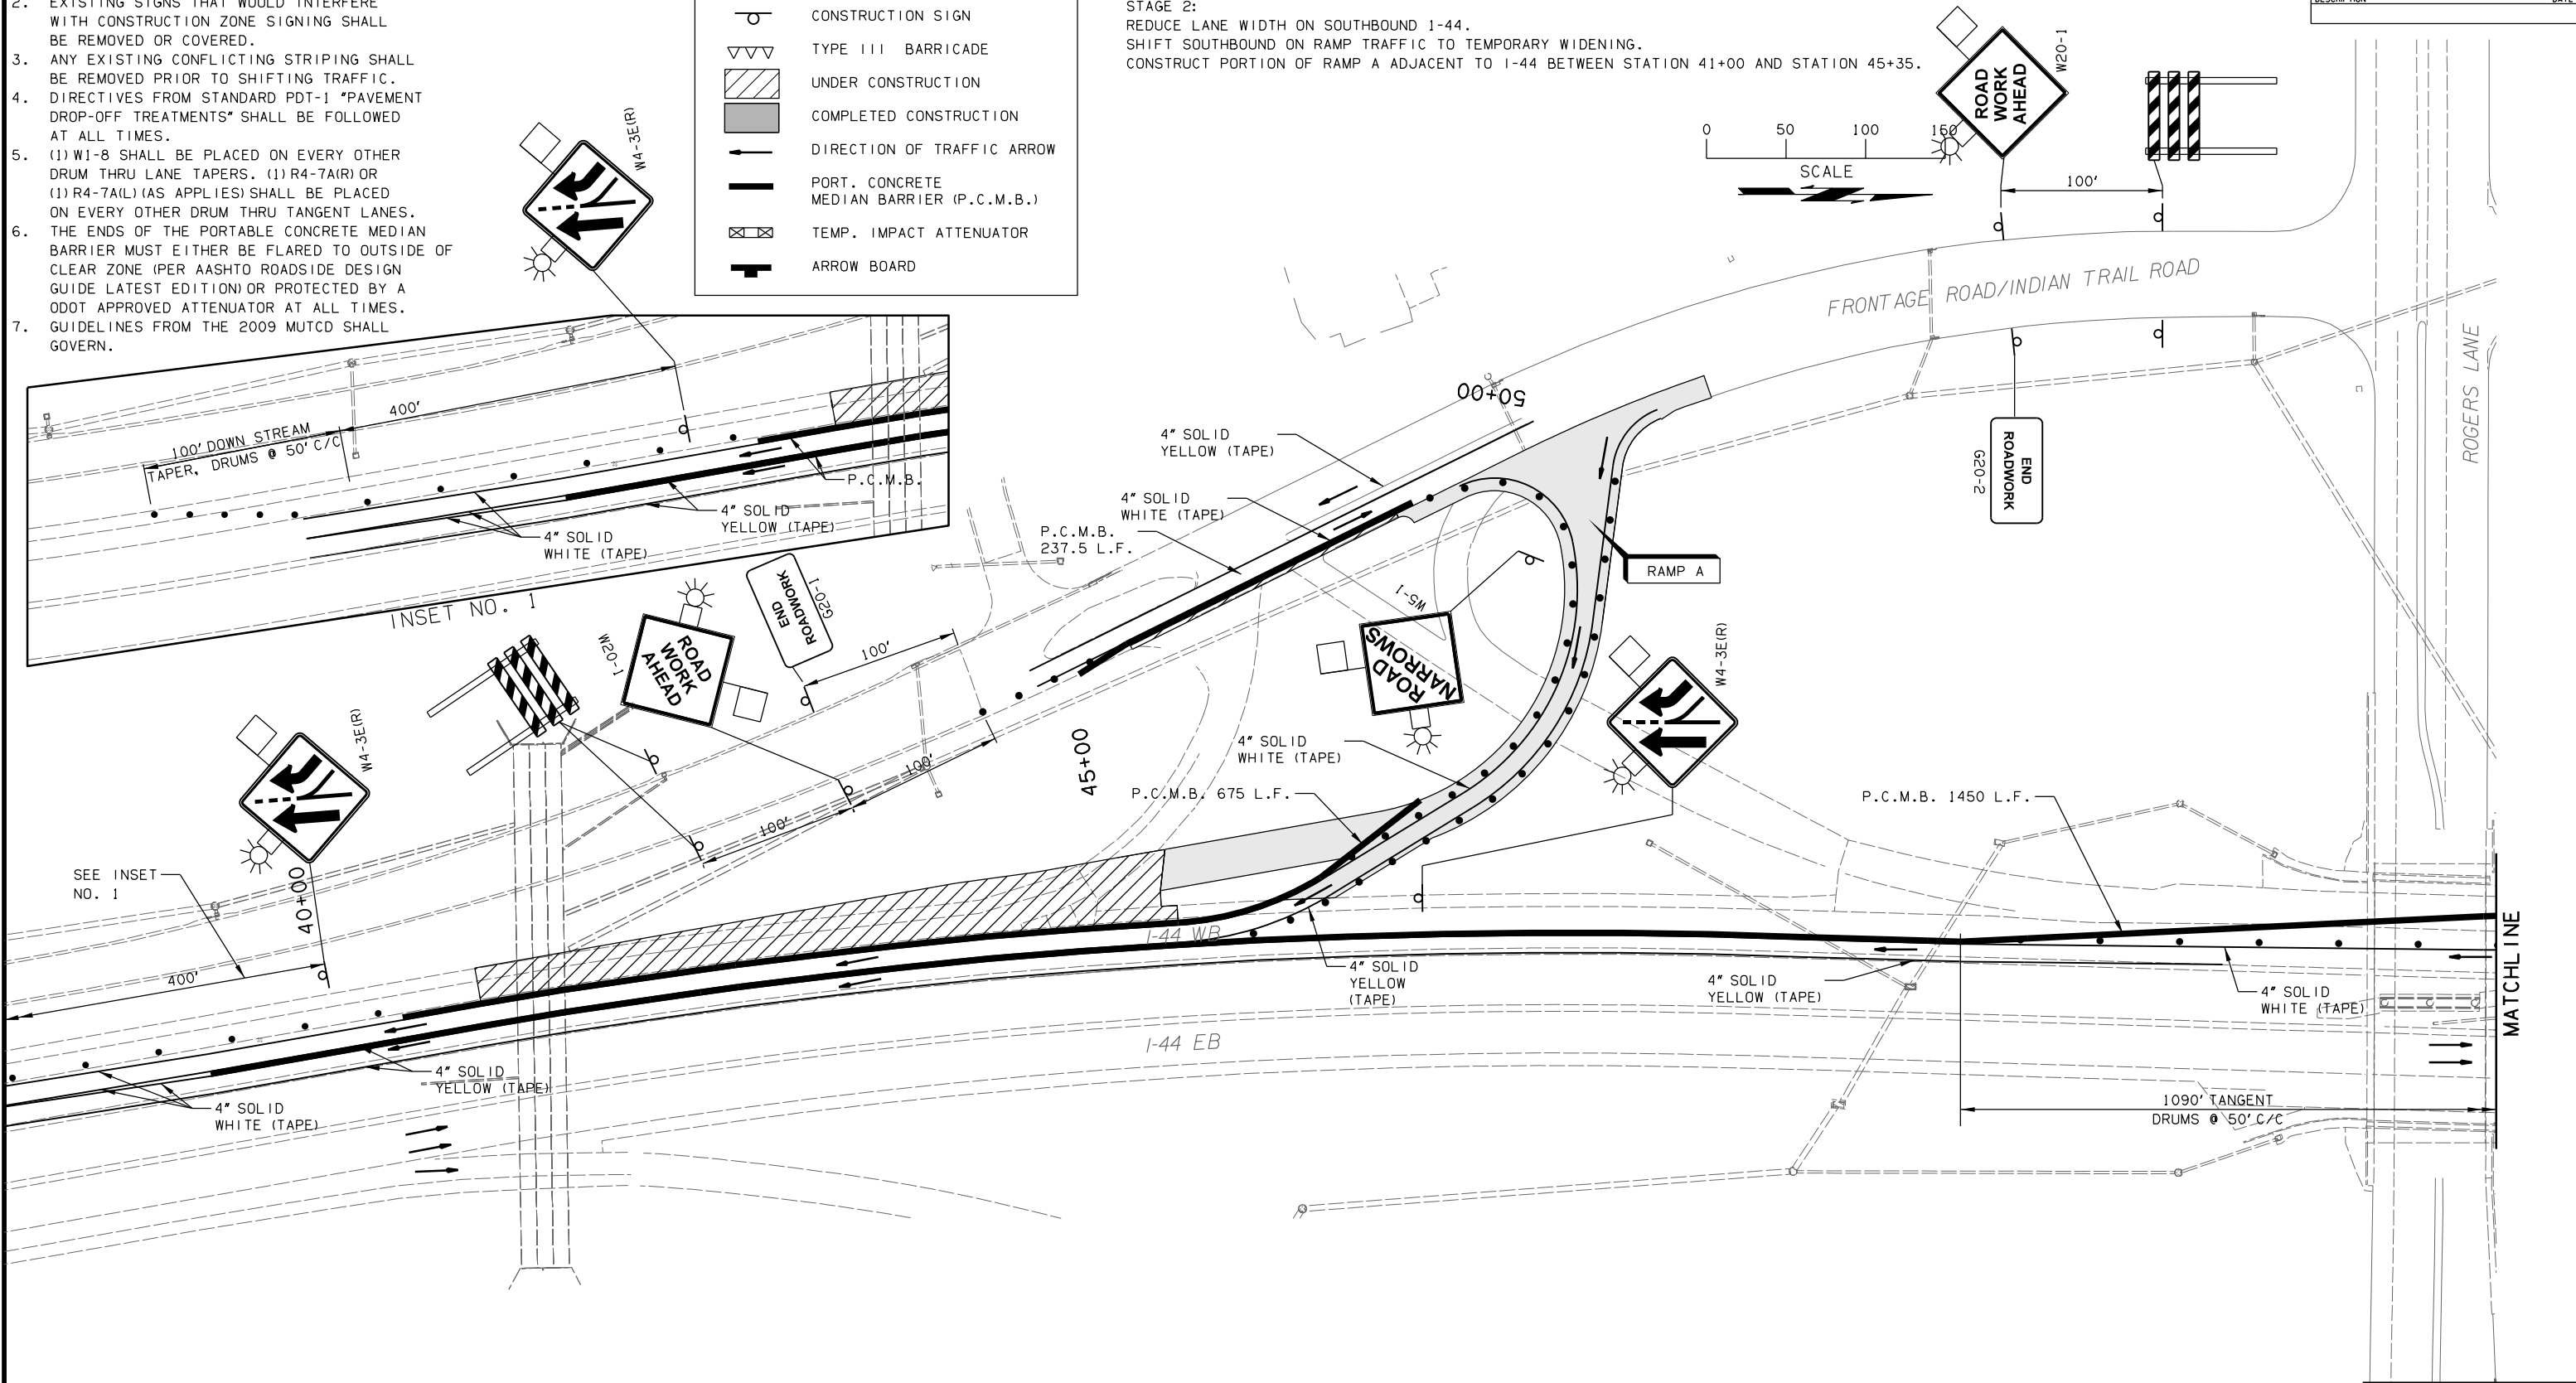 2. EXISTING SIGNS THAT WOULD INTERFERE
WITH CONSTRUCTION ZONE SIGNING SHALL
BE REMOVED OR COVERED.
3. ANY EXISTING CONFLICTING STRIPING SHALL
BE REMOVED PRIOR TO SHIFTING TRAFFIC.
4. DIRECTIVES FROM STANDARD PDT-1 "PAVEMENT
DROP-OFF TREATMENTS" SHALL BE FOLLOWED
AT ALL TIMES.
5. (1) W1-8 SHALL BE PLACED ON EVERY OTHER
DRUM THRU LANE TAPERS. (1) R4-7A(R) OR
(1) R4-7A(L) (AS APPLIES) SHALL BE PLACED
ON EVERY OTHER DRUM THRU TANGENT LANES.
6. THE ENDS OF THE PORTABLE CONCRETE MEDIAN
BARRIER MUST EITHER BE FLARED TO OUTSIDE OF
CLEAR ZONE (PER AASHTO ROADSIDE DESIGN
GUIDE LATEST EDITION) OR PROTECTED BY A
ODOT APPROVED ATTENUATOR AT ALL TIMES.
7. GUIDELINES FROM THE 2009 MUTCD SHALL
GOVERN.
CONSTRUCTION SIGN
TYPE III BARRICADE
UNDER CONSTRUCTION
COMPLETED CONSTRUCTION
DIRECTION OF TRAFFIC ARROW
PORT. CONCRETE
MEDIAN BARRIER (P.C.M.B.)
TEMP. IMPACT ATTENUATOR
ARROW BOARD
STAGE 2:
REDUCE LANE WIDTH ON SOUTHBOUND I-44.
SHIFT SOUTHBOUND ON RAMP TRAFFIC TO TEMPORARY WIDENING.
CONSTRUCT PORTION OF RAMP A ADJACENT TO I-44 BETWEEN STATION 41+00 AND STATION 45+35.
DESCRIPTION DATE
0 50 100 150
SCALE
ROAD
WORK
AHEAD
W20-1
100'
W4-3E(R)
FRONTAGE ROAD/INDIAN TRAIL ROAD
ROGERS LANE
END
ROADWORK
G20-2
400'
100' DOWN STREAM
TAPER, DRUMS @ 50' C/C
P.C.M.B.
4" SOLID
YELLOW (TAPE)
4" SOLID
WHITE (TAPE)
INSET NO. 1
50+00
4" SOLID
YELLOW (TAPE)
4" SOLID
WHITE (TAPE)
P.C.M.B.
237.5 L.F.
RAMP A
W5-1
ROAD
NARROWS
W4-3E(R)
END
ROADWORK
G20-1
100'
W20-1
ROAD
WORK
AHEAD
100'
100'
45+00
W4-3E(R)
SEE INSET
NO. 1
40+00
400'
4" SOLID
WHITE (TAPE)
P.C.M.B. 675 L.F.
P.C.M.B. 1450 L.F.
I-44 WB
4" SOLID
YELLOW
(TAPE)
4" SOLID
YELLOW (TAPE)
4" SOLID
WHITE (TAPE)
MATCHLINE
I-44 EB
4" SOLID
YELLOW (TAPE)
4" SOLID
WHITE (TAPE)
1090' TANGENT
DRUMS @ 50' C/C